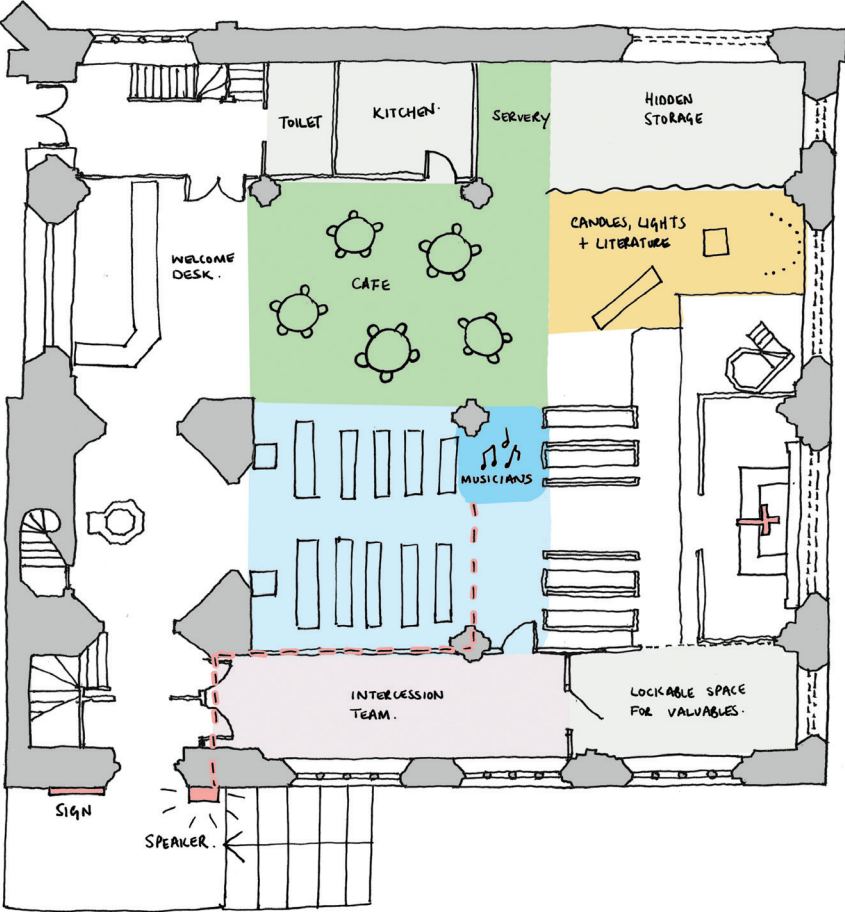 TOILET
KITCHEN.
SERVERY
HIDDEN
STORAGE
WELCOME
DESK.
CAFE
CANDLES, LIGHTS
+ LITERATURE
MUSICIANS
INTERCESSION
TEAM.
LOCKABLE SPACE
FOR VALUABLES.
SIGN
SPEAKER.